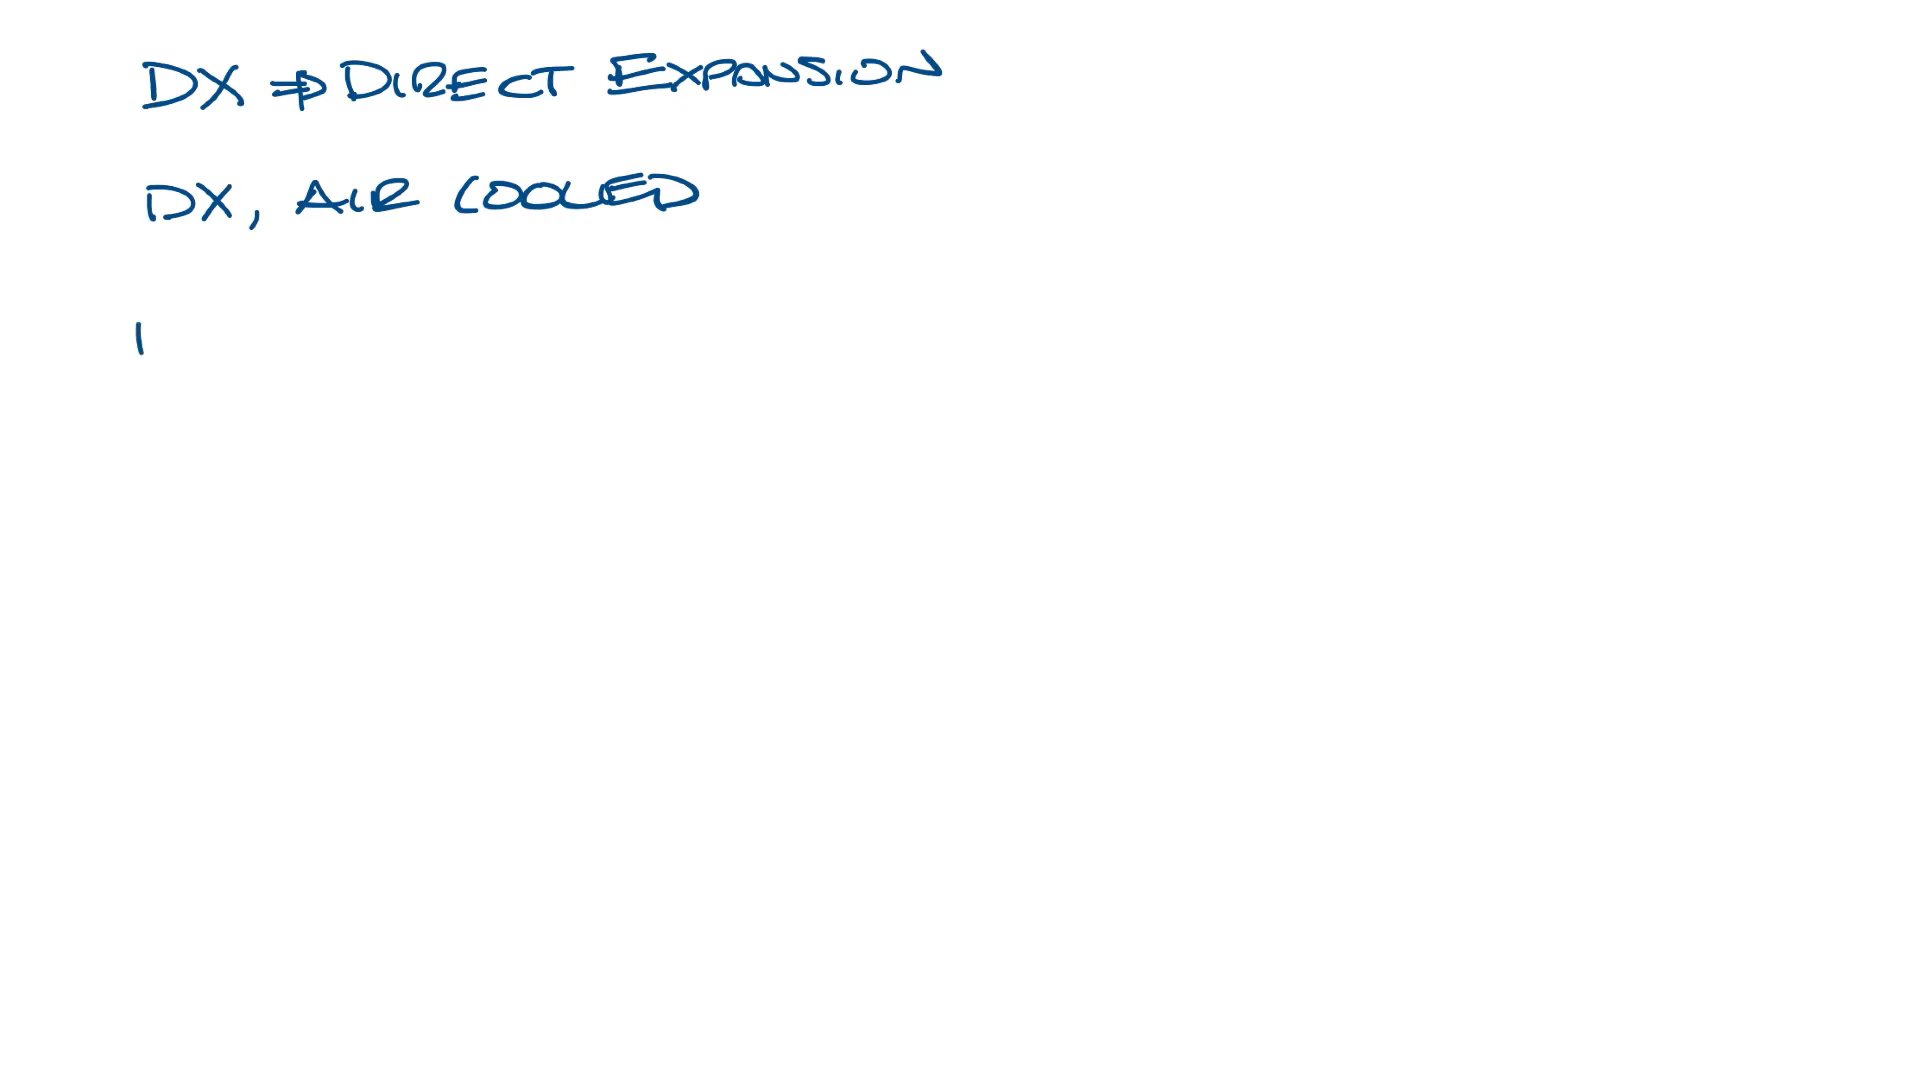 DX ⇒ DIRECT EXPANSION
DX, AIR COOLED